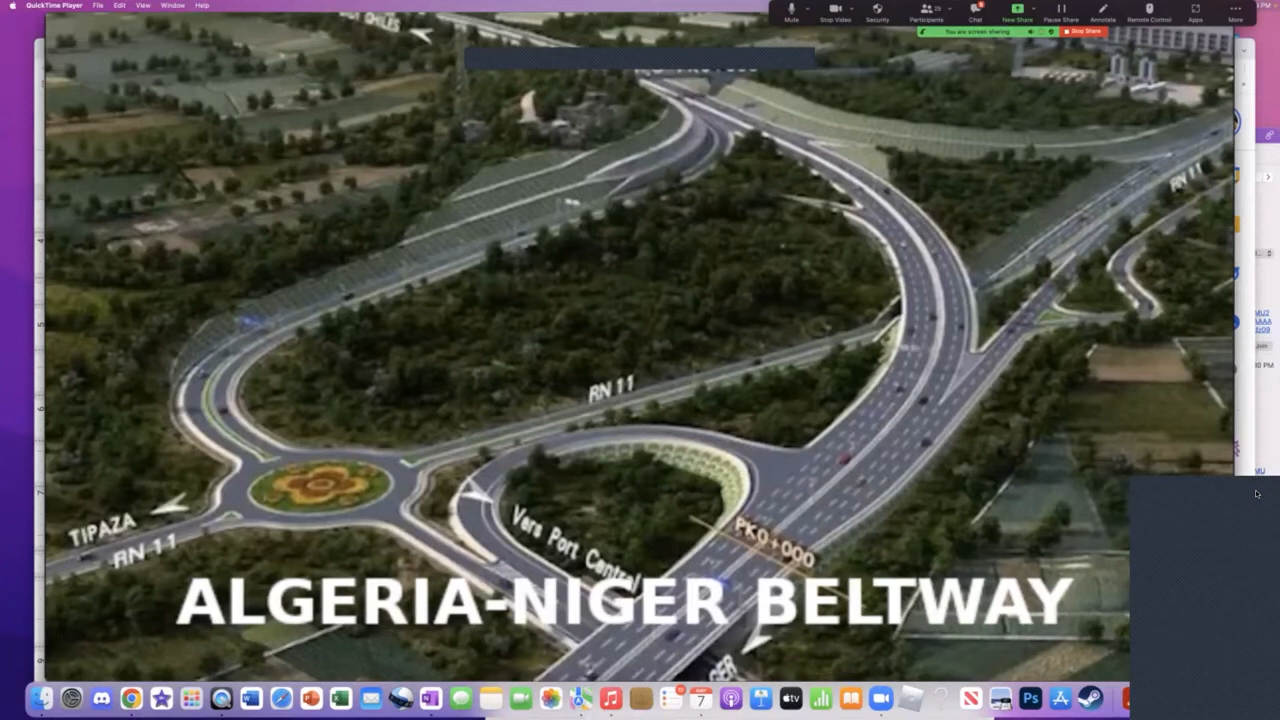 QuickTime Player File Edit View Window Help
Mute Stop Video Security Participants Chat New Share Pause Share Annotate Remote Control Apps More
You are screen sharing Stop Share
RN 11
RN 11
TIPAZA
RN 11
Vers Port Central
PK0+000
ALGERIA-NIGER BELTWAY